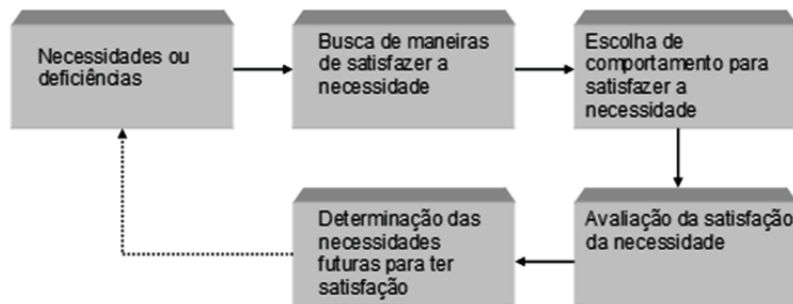 Necessidades ou
deficiências
Busca de maneiras
de satisfazer a
necessidade
Escolha de
comportamento para
satisfazer a
necessidade
Avaliação da satisfação
da necessidade
Determinação das
necessidades
futuras para ter
satisfação